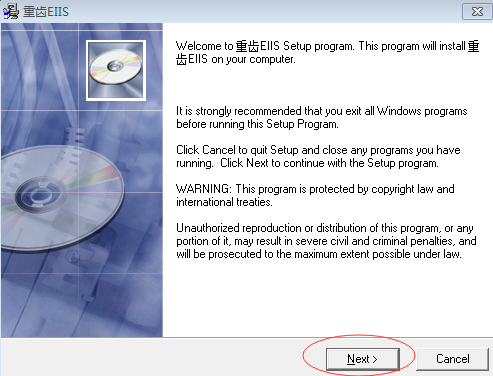 重齿EIIS
Welcome to 重齿EIIS Setup program. This program will install 重
齿EIIS on your computer.
It is strongly recommended that you exit all Windows programs
before running this Setup Program.
Click Cancel to quit Setup and close any programs you have
running. Click Next to continue with the Setup program.
WARNING: This program is protected by copyright law and
international treaties.
Unauthorized reproduction or distribution of this program, or any
portion of it, may result in severe civil and criminal penalties, and
will be prosecuted to the maximum extent possible under law.
Next >
Cancel